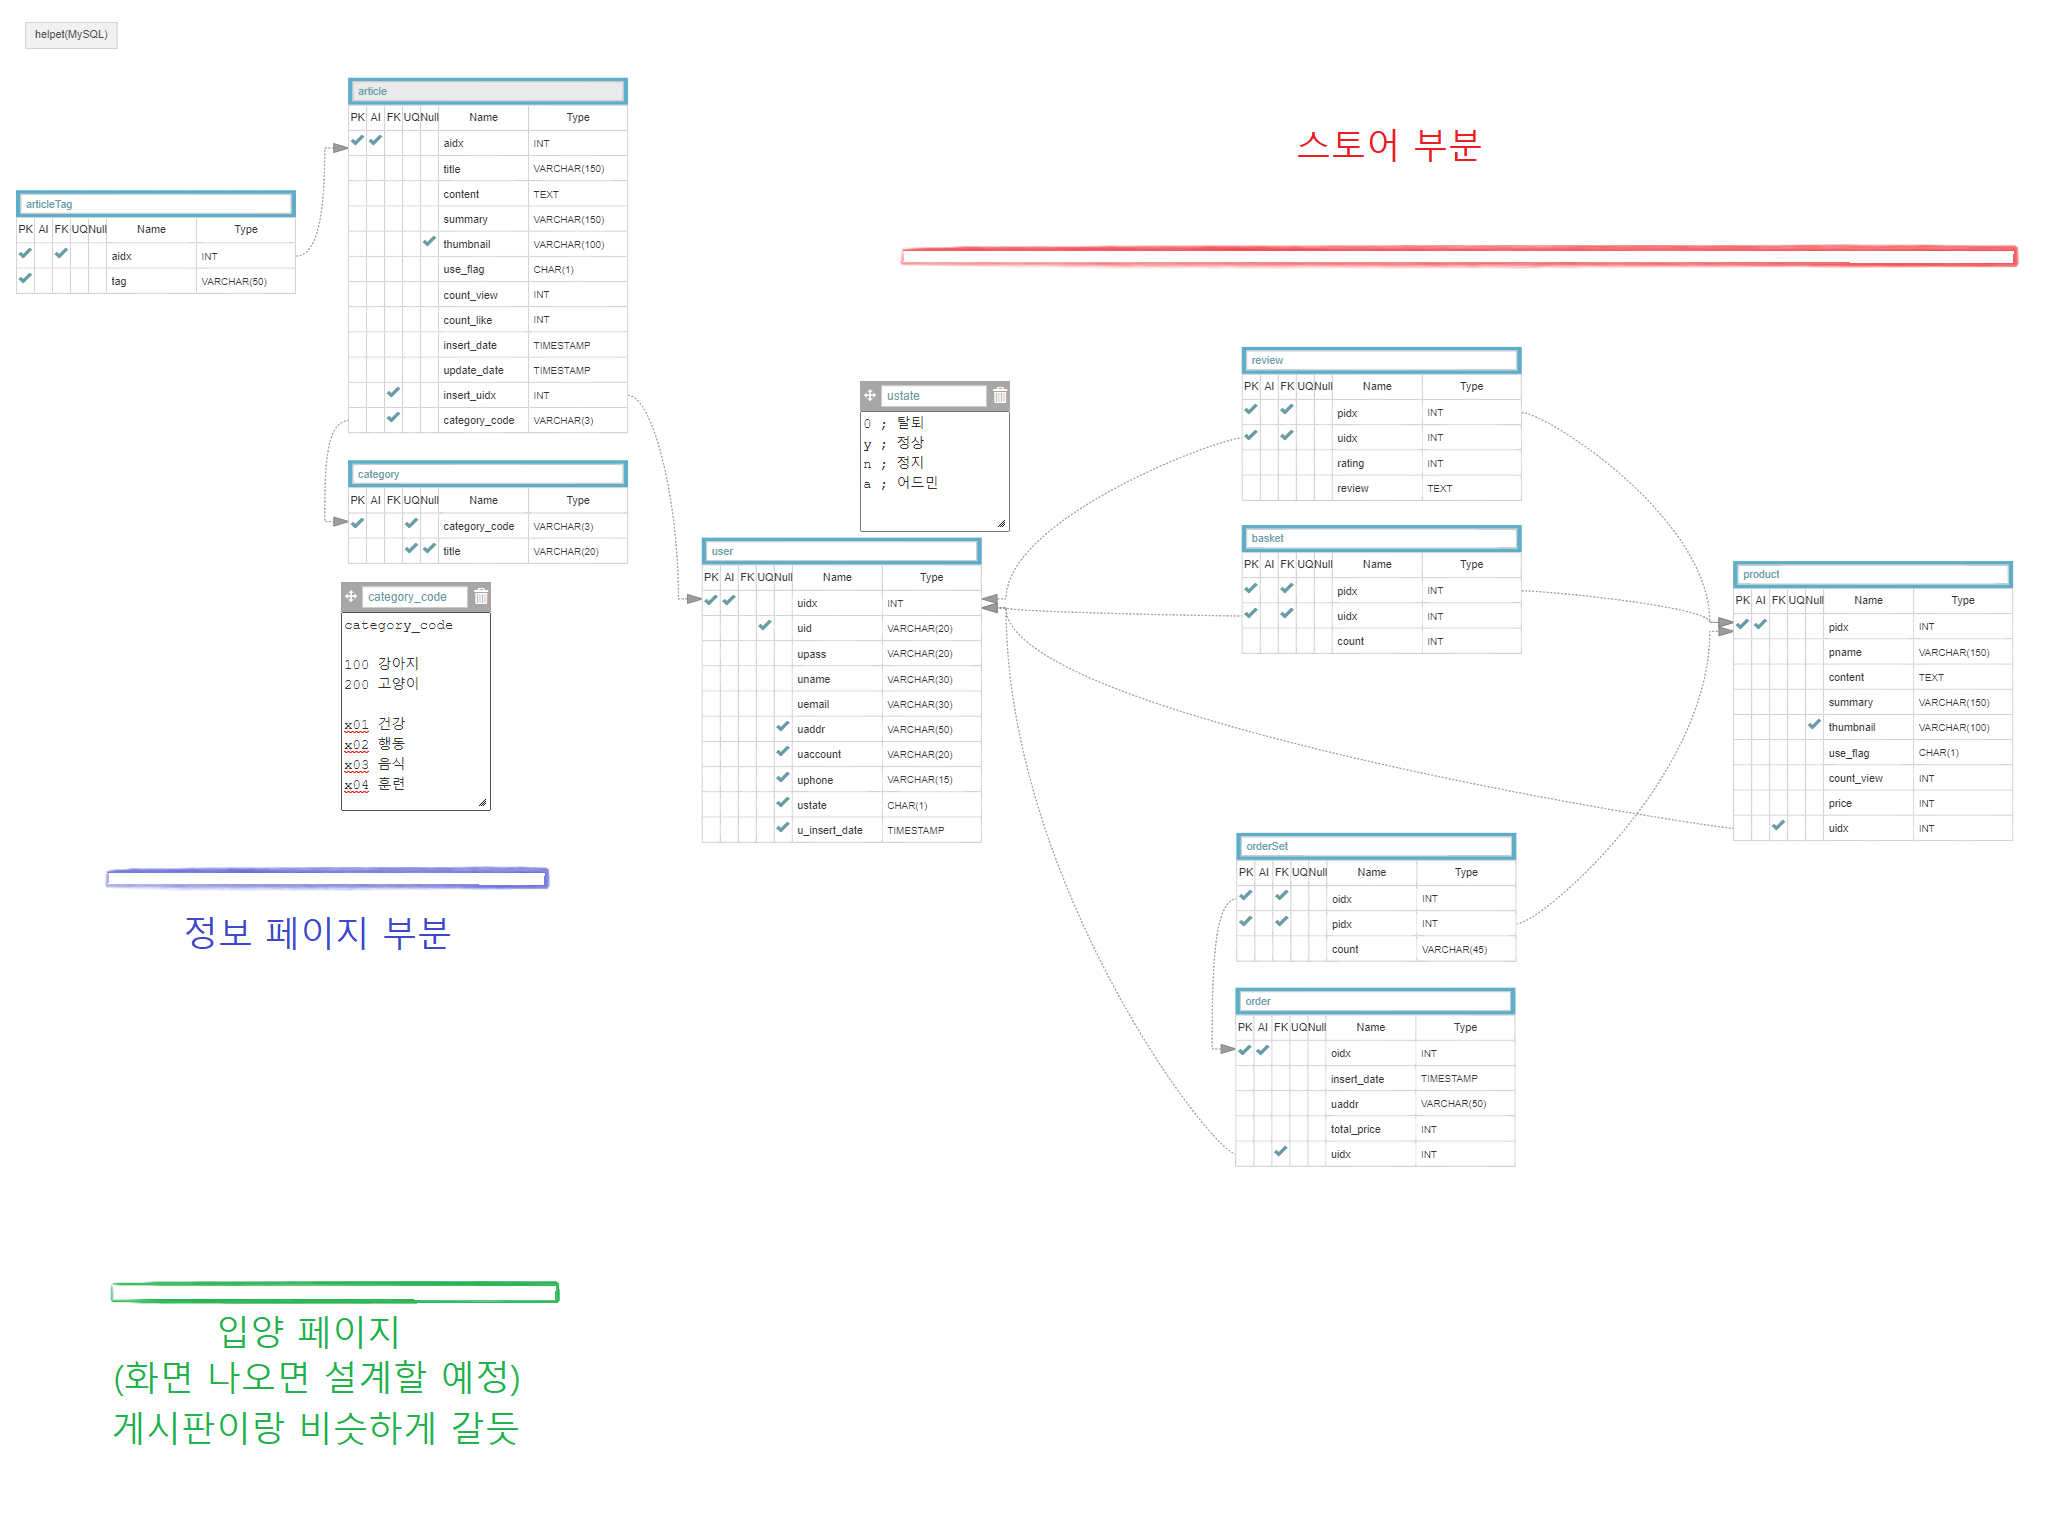 helpet(MySQL)
article
PK AI FK UQ Null Name Type
aidx INT
title VARCHAR(150)
content TEXT
summary VARCHAR(150)
thumbnail VARCHAR(100)
use_flag CHAR(1)
count_view INT
count_like INT
insert_date TIMESTAMP
update_date TIMESTAMP
insert_uidx INT
category_code VARCHAR(3)
articleTag
PK AI FK UQ Null Name Type
aidx INT
tag VARCHAR(50)
category
PK AI FK UQ Null Name Type
category_code VARCHAR(3)
title VARCHAR(20)
category_code
category_code
100 강아지
200 고양이
x01 건강
x02 행동
x03 음식
x04 훈련
정보 페이지 부분
입양 페이지
(화면 나오면 설계할 예정)
게시판이랑 비슷하게 갈듯
ustate
0 ; 탈퇴
y ; 정상
n ; 정지
a ; 어드민
user
PK AI FK UQ Null Name Type
uidx INT
uid VARCHAR(20)
upass VARCHAR(20)
uname VARCHAR(30)
uemail VARCHAR(30)
uaddr VARCHAR(50)
uaccount VARCHAR(20)
uphone VARCHAR(15)
ustate CHAR(1)
u_insert_date TIMESTAMP
스토어 부분
review
PK AI FK UQ Null Name Type
pidx INT
uidx INT
rating INT
review TEXT
basket
PK AI FK UQ Null Name Type
pidx INT
uidx INT
count INT
product
PK AI FK UQ Null Name Type
pidx INT
pname VARCHAR(150)
content TEXT
summary VARCHAR(150)
thumbnail VARCHAR(100)
use_flag CHAR(1)
count_view INT
price INT
uidx INT
orderSet
PK AI FK UQ Null Name Type
oidx INT
pidx INT
count VARCHAR(45)
order
PK AI FK UQ Null Name Type
oidx INT
insert_date TIMESTAMP
uaddr VARCHAR(50)
total_price INT
uidx INT